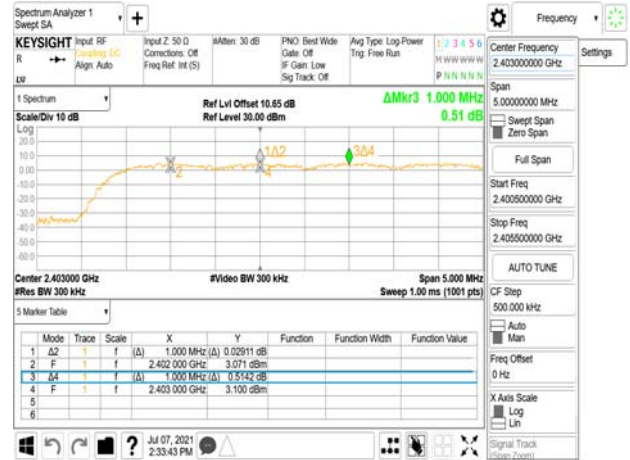 Spectrum Analyzer 1
Swept SA
+
Frequency
KEYSIGHT
Input: RF
Coupling: DC
Align: Auto
Input Z: 50 Ω
Corrections: Off
Freq Ref: Int (S)
#Atten: 30 dB
PNO: Best Wide
Gate: Off
IF Gain: Low
Sig Track: Off
Avg Type: Log-Power
Trig: Free Run
1 2 3 4 5 6
M W W W W W
P N N N N N
R
LXI
1 Spectrum
Scale/Div 10 dB
Ref Lvl Offset 10.65 dB
Ref Level 30.00 dBm
ΔMkr3 1.000 MHz
0.51 dB
Log
20.0
10.0
0.00
-10.0
-20.0
-30.0
-40.0
-50.0
-60.0
1Δ2
2
3Δ4
4
Center 2.403000 GHz
#Res BW 300 kHz
#Video BW 300 kHz
Span 5.000 MHz
Sweep 1.00 ms (1001 pts)
5 Marker Table
Mode Trace Scale X Y Function Function Width Function Value
1 Δ2 1 f (Δ) 1.000 MHz (Δ) 0.02911 dB
2 F 1 f 2.402 000 GHz 3.071 dBm
3 Δ4 1 f (Δ) 1.000 MHz (Δ) 0.5142 dB
4 F 1 f 2.403 000 GHz 3.100 dBm
5
6
Jul 07, 2021
2:33:43 PM
Center Frequency
2.403000000 GHz
Settings
Span
5.00000000 MHz
Swept Span
Zero Span
Full Span
Start Freq
2.400500000 GHz
Stop Freq
2.405500000 GHz
AUTO TUNE
CF Step
500.000 kHz
Auto
Man
Freq Offset
0 Hz
X Axis Scale
Log
Lin
Signal Track
(Span Zoom)